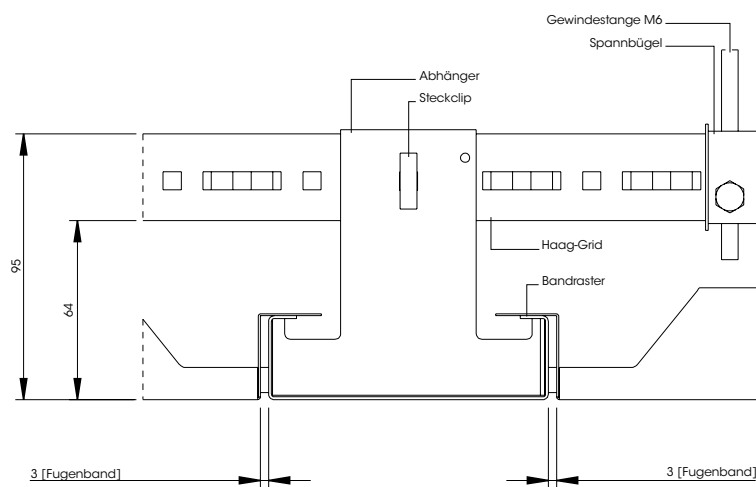 Gewindestange M6
Spannbügel
Abhänger
Steckclip
Haag-Grid
Bandraster
95
64
3 [Fugenband]
3 [Fugenband]